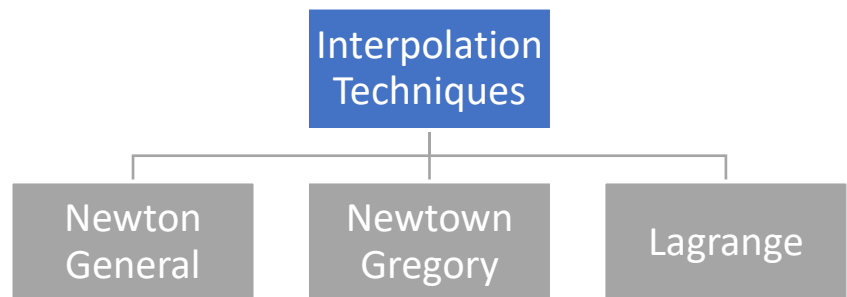 Interpolation
Techniques
Newton
General
Newtown
Gregory
Lagrange